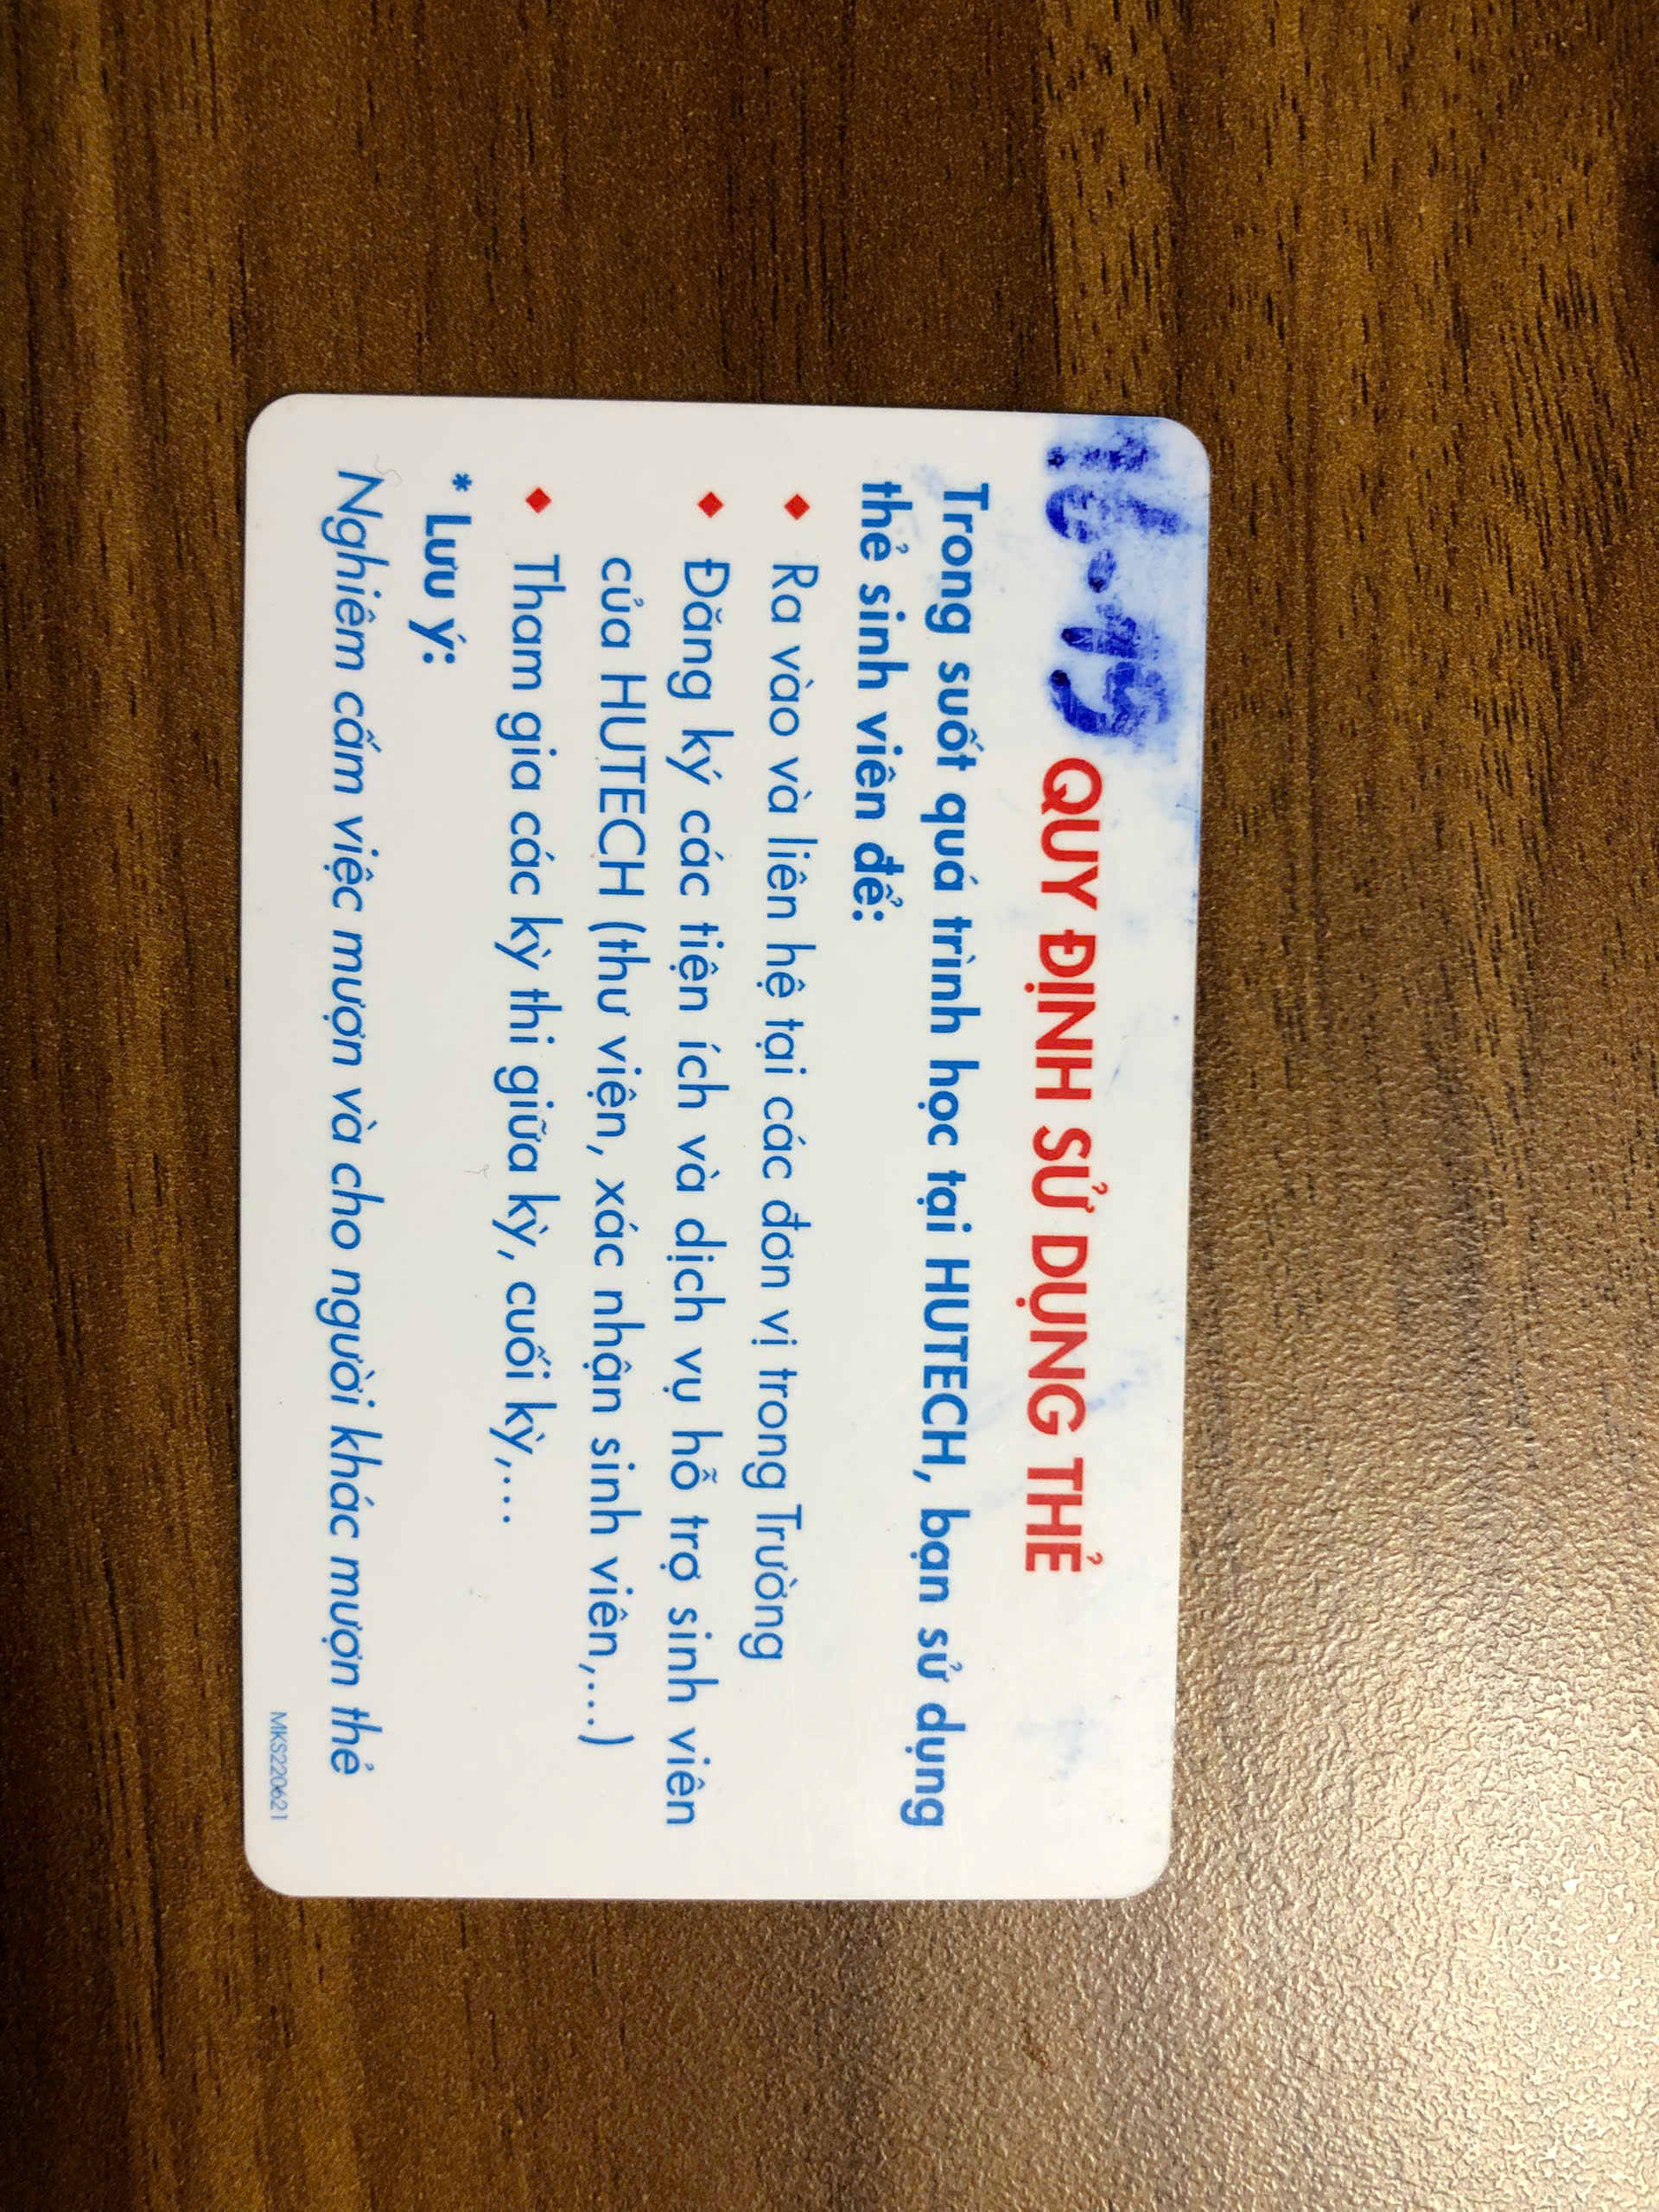 QUY ĐỊNH SỬ DỤNG THẺ
Trong suốt quá trình học tại HUTECH, bạn sử dụng
thẻ sinh viên để:
Ra vào và liên hệ tại các đơn vị trong Trường
Đăng ký các tiện ích và dịch vụ hỗ trợ sinh viên
của HUTECH (thư viện, xác nhận sinh viên,...)
Tham gia các kỳ thi giữa kỳ, cuối kỳ,...
* Lưu ý:
Nghiêm cấm việc mượn và cho người khác mượn thẻ
MKS220621